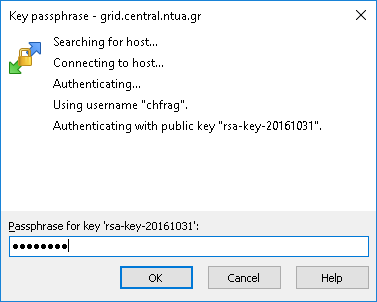 Key passphrase - grid.central.ntua.gr
Searching for host...
Connecting to host...
Authenticating...
Using username "chfrag".
Authenticating with public key "rsa-key-20161031".
Passphrase for key 'rsa-key-20161031':
●●●●●●●●
OK Cancel Help